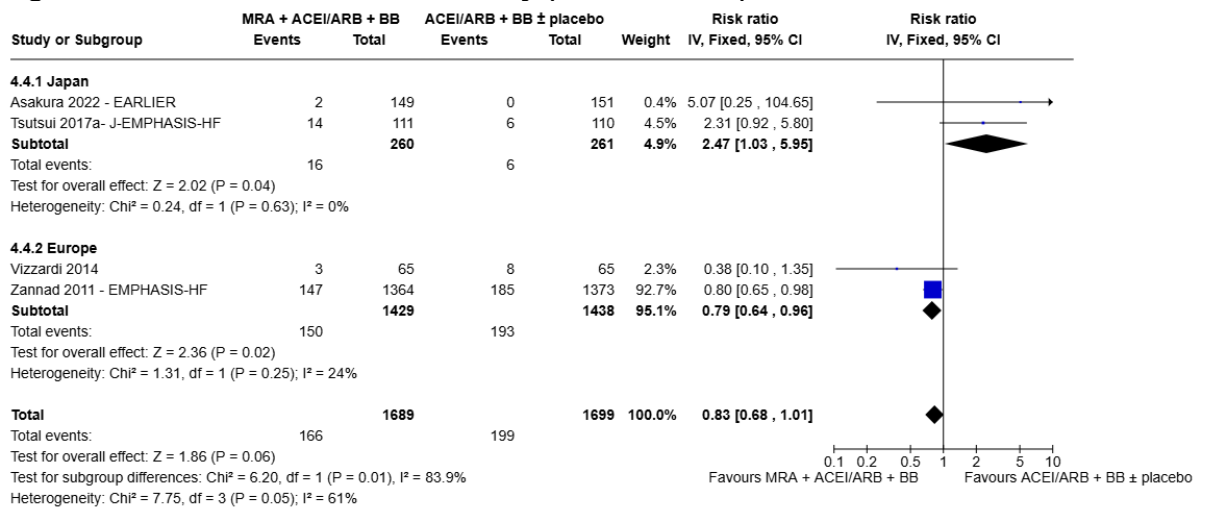 MRA + ACEI/ARB + BB ACEI/ARB + BB ± placebo Risk ratio Risk ratio
Study or Subgroup Events Total Events Total Weight IV, Fixed, 95% CI IV, Fixed, 95% CI
4.4.1 Japan
Asakura 2022 - EARLIER 2 149 0 151 0.4% 5.07 [0.25 , 104.65]
Tsutsui 2017a- J-EMPHASIS-HF 14 111 6 110 4.5% 2.31 [0.92 , 5.80]
Subtotal 260 261 4.9% 2.47 [1.03 , 5.95]
Total events: 16 6
Test for overall effect: Z = 2.02 (P = 0.04)
Heterogeneity: Chi² = 0.24, df = 1 (P = 0.63); I² = 0%
4.4.2 Europe
Vizzardi 2014 3 65 8 65 2.3% 0.38 [0.10 , 1.35]
Zannad 2011 - EMPHASIS-HF 147 1364 185 1373 92.7% 0.80 [0.65 , 0.98]
Subtotal 1429 1438 95.1% 0.79 [0.64 , 0.96]
Total events: 150 193
Test for overall effect: Z = 2.36 (P = 0.02)
Heterogeneity: Chi² = 1.31, df = 1 (P = 0.25); I² = 24%
Total 1689 1699 100.0% 0.83 [0.68 , 1.01]
Total events: 166 199
Test for overall effect: Z = 1.86 (P = 0.06)
Test for subgroup differences: Chi² = 6.20, df = 1 (P = 0.01), I² = 83.9%
Heterogeneity: Chi² = 7.75, df = 3 (P = 0.05); I² = 61%
0.1 0.2 0.5 1 2 5 10
Favours MRA + ACEI/ARB + BB Favours ACEI/ARB + BB ± placebo